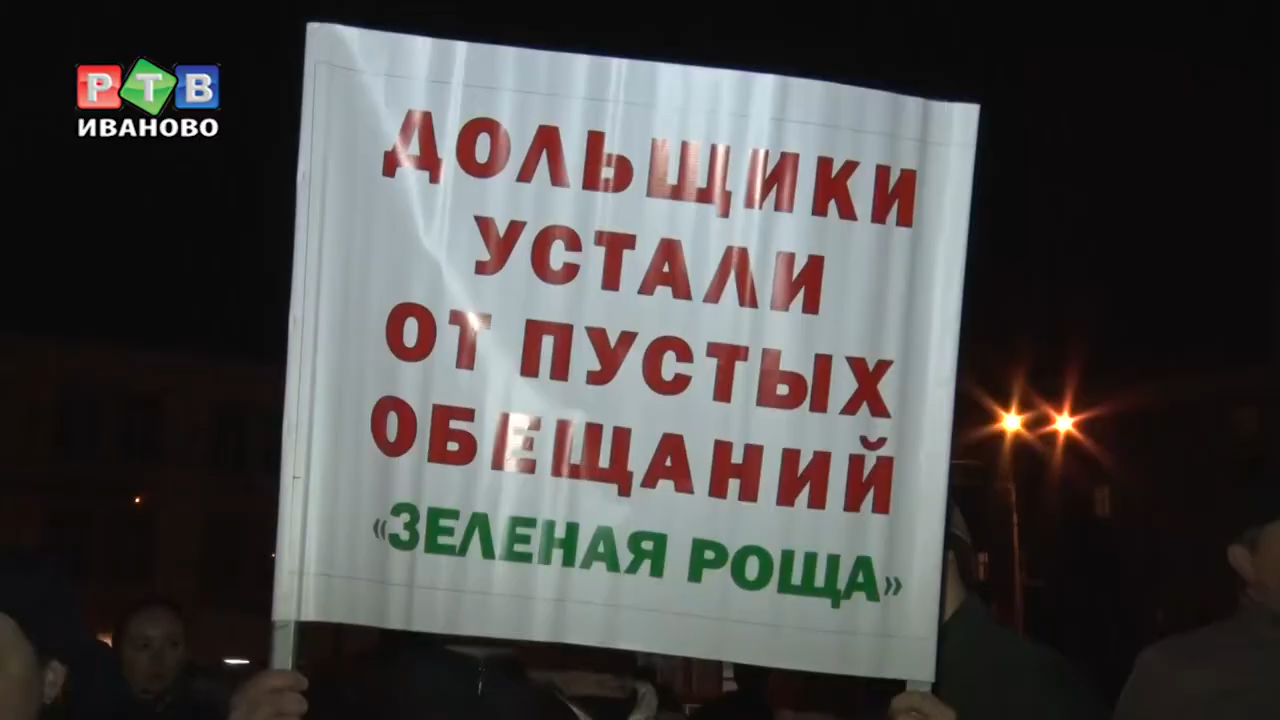 РТВ
ИВАНОВО
ДОЛЬЩИКИ
УСТАЛИ
ОТ ПУСТЫХ
ОБЕЩАНИЙ
«ЗЕЛЕНАЯ РОЩА»